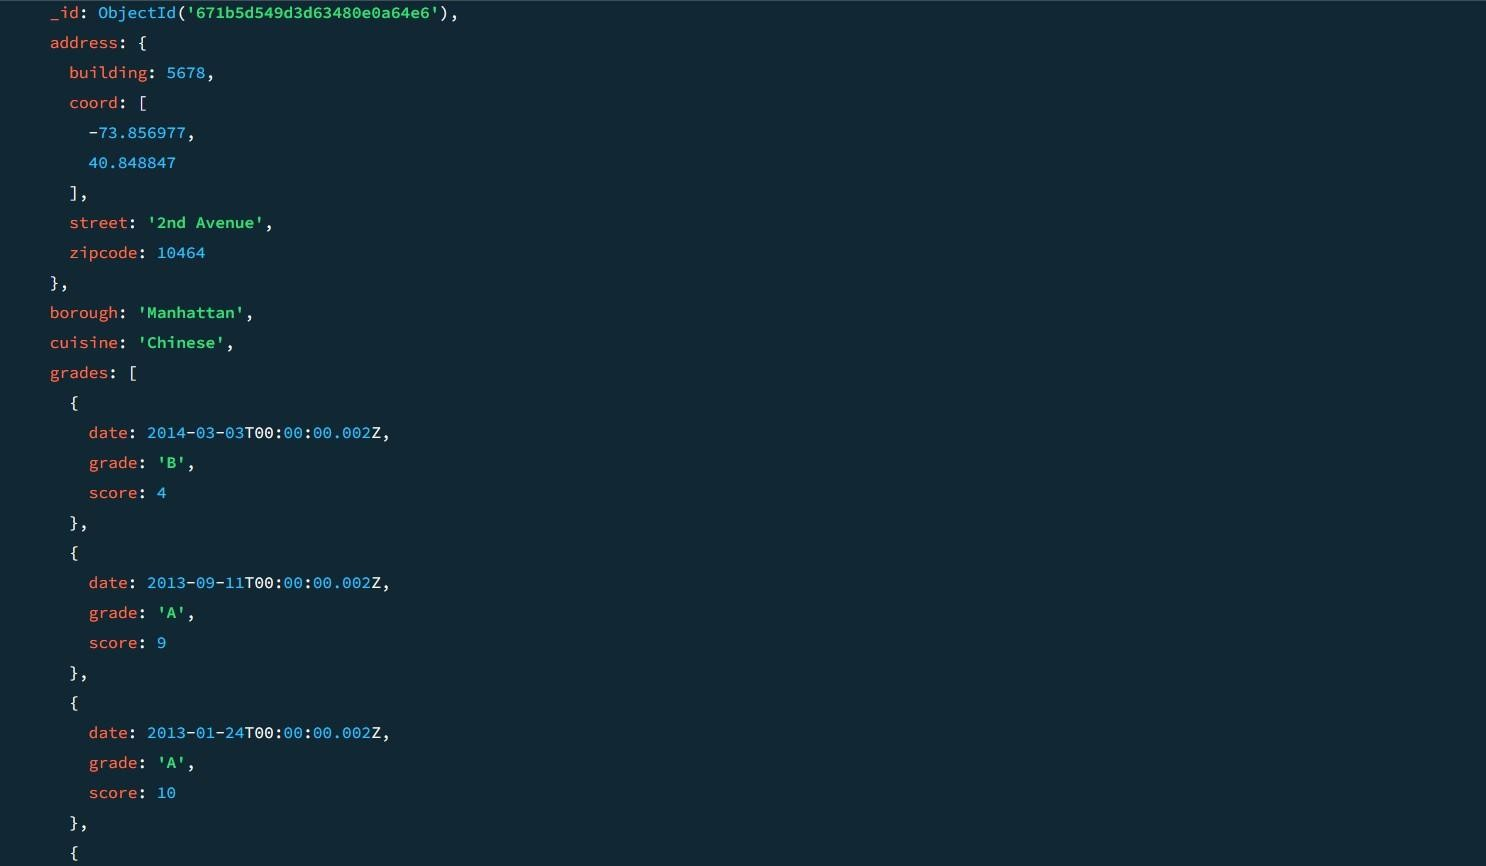 _id: ObjectId('671b5d549d3d63480e0a64e6'),
address: {
building: 5678,
coord: [
-73.856977,
40.848847
],
street: '2nd Avenue',
zipcode: 10464
},
borough: 'Manhattan',
cuisine: 'Chinese',
grades: [
{
date: 2014-03-03T00:00:00.002Z,
grade: 'B',
score: 4
},
{
date: 2013-09-11T00:00:00.002Z,
grade: 'A',
score: 9
},
{
date: 2013-01-24T00:00:00.002Z,
grade: 'A',
score: 10
},
{